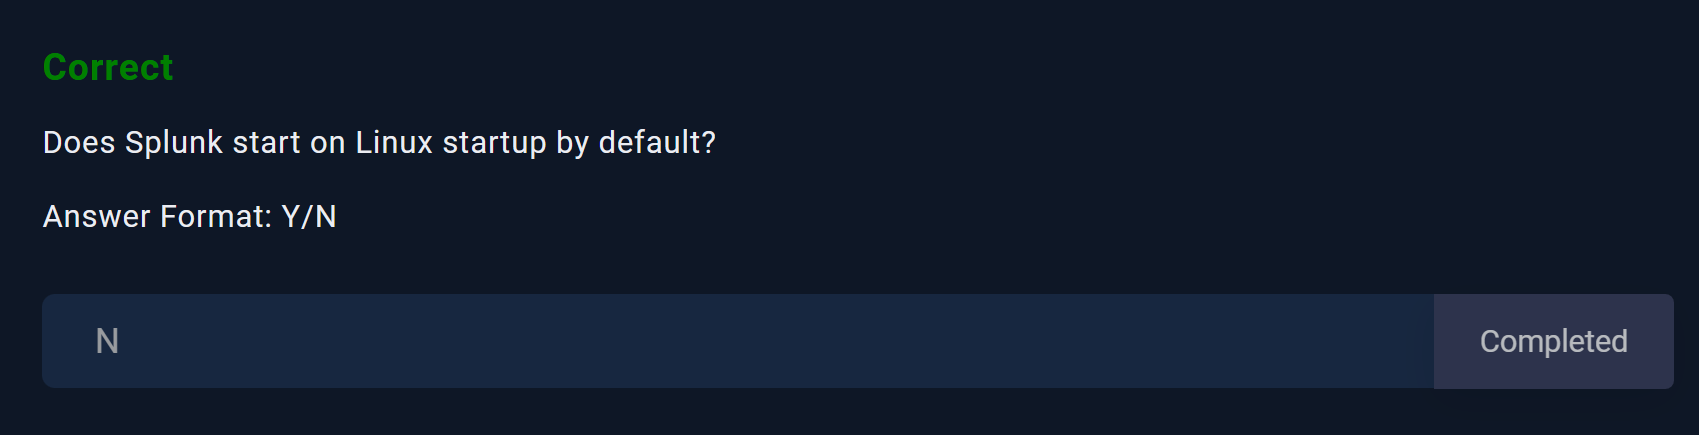 Correct
Does Splunk start on Linux startup by default?
Answer Format: Y/N
N
Completed